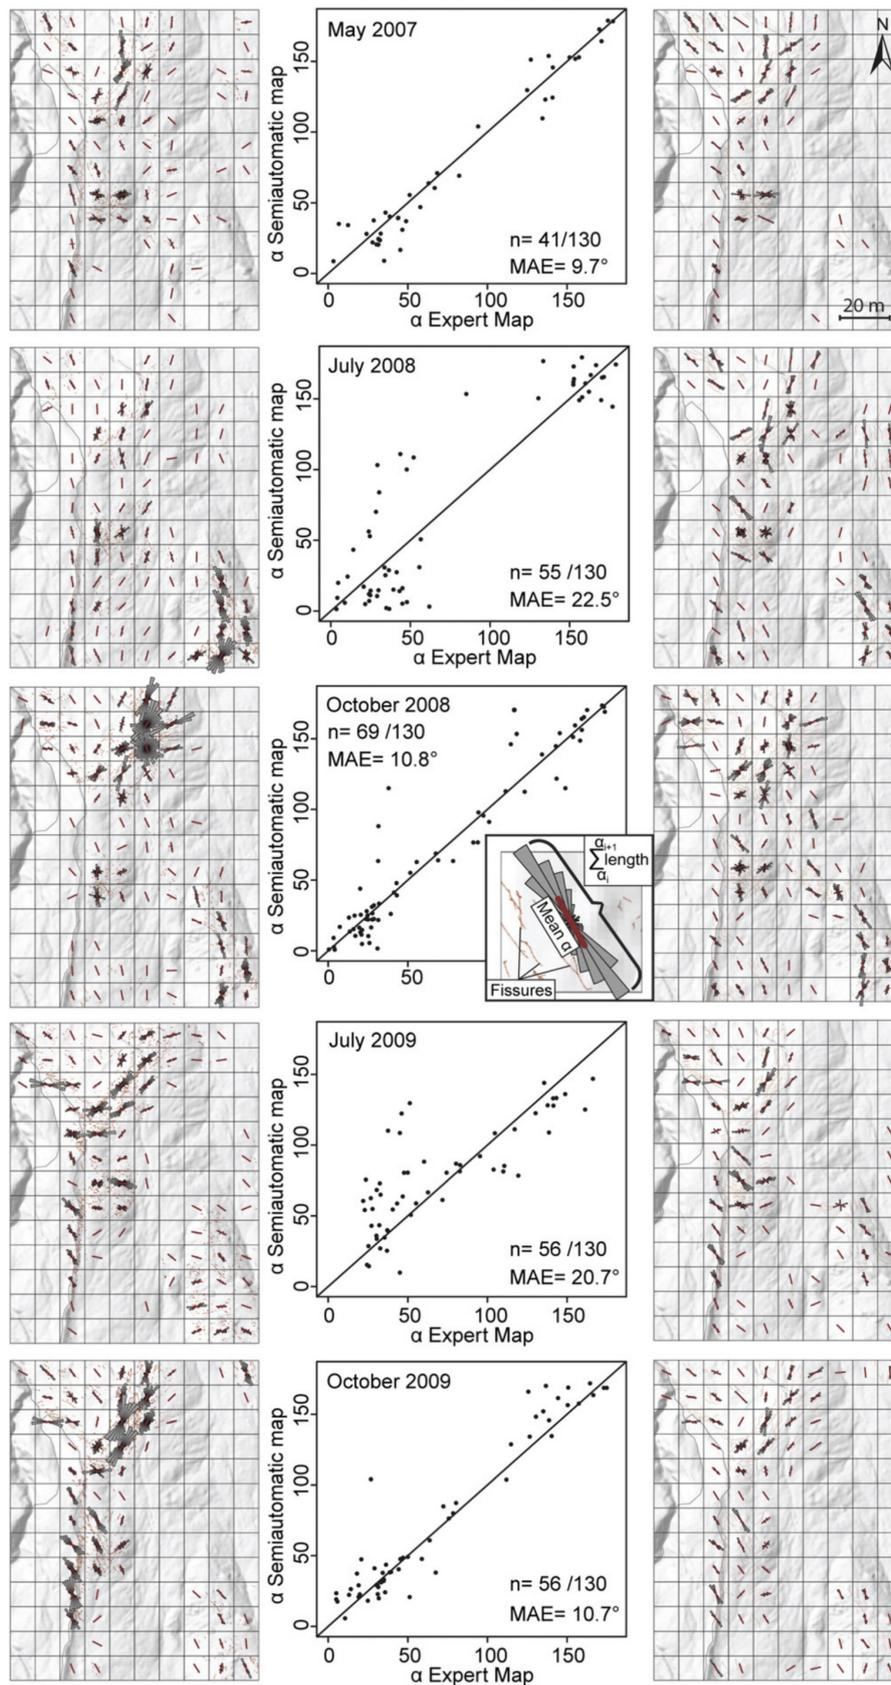 May 2007
α Semiautomatic map
150
100
50
0
n= 41/130
MAE= 9.7°
0 50 100 150
α Expert Map
N
20 m
July 2008
α Semiautomatic map
150
100
50
0
n= 55 /130
MAE= 22.5°
0 50 100 150
α Expert Map
October 2008
n= 69 /130
MAE= 10.8°
α Semiautomatic map
150
100
50
0
0 50
αi+1
∑length
αi
Mean α
Fissures
July 2009
α Semiautomatic map
150
100
50
0
n= 56 /130
MAE= 20.7°
0 50 100 150
α Expert Map
October 2009
α Semiautomatic map
150
100
50
0
n= 56 /130
MAE= 10.7°
0 50 100 150
α Expert Map